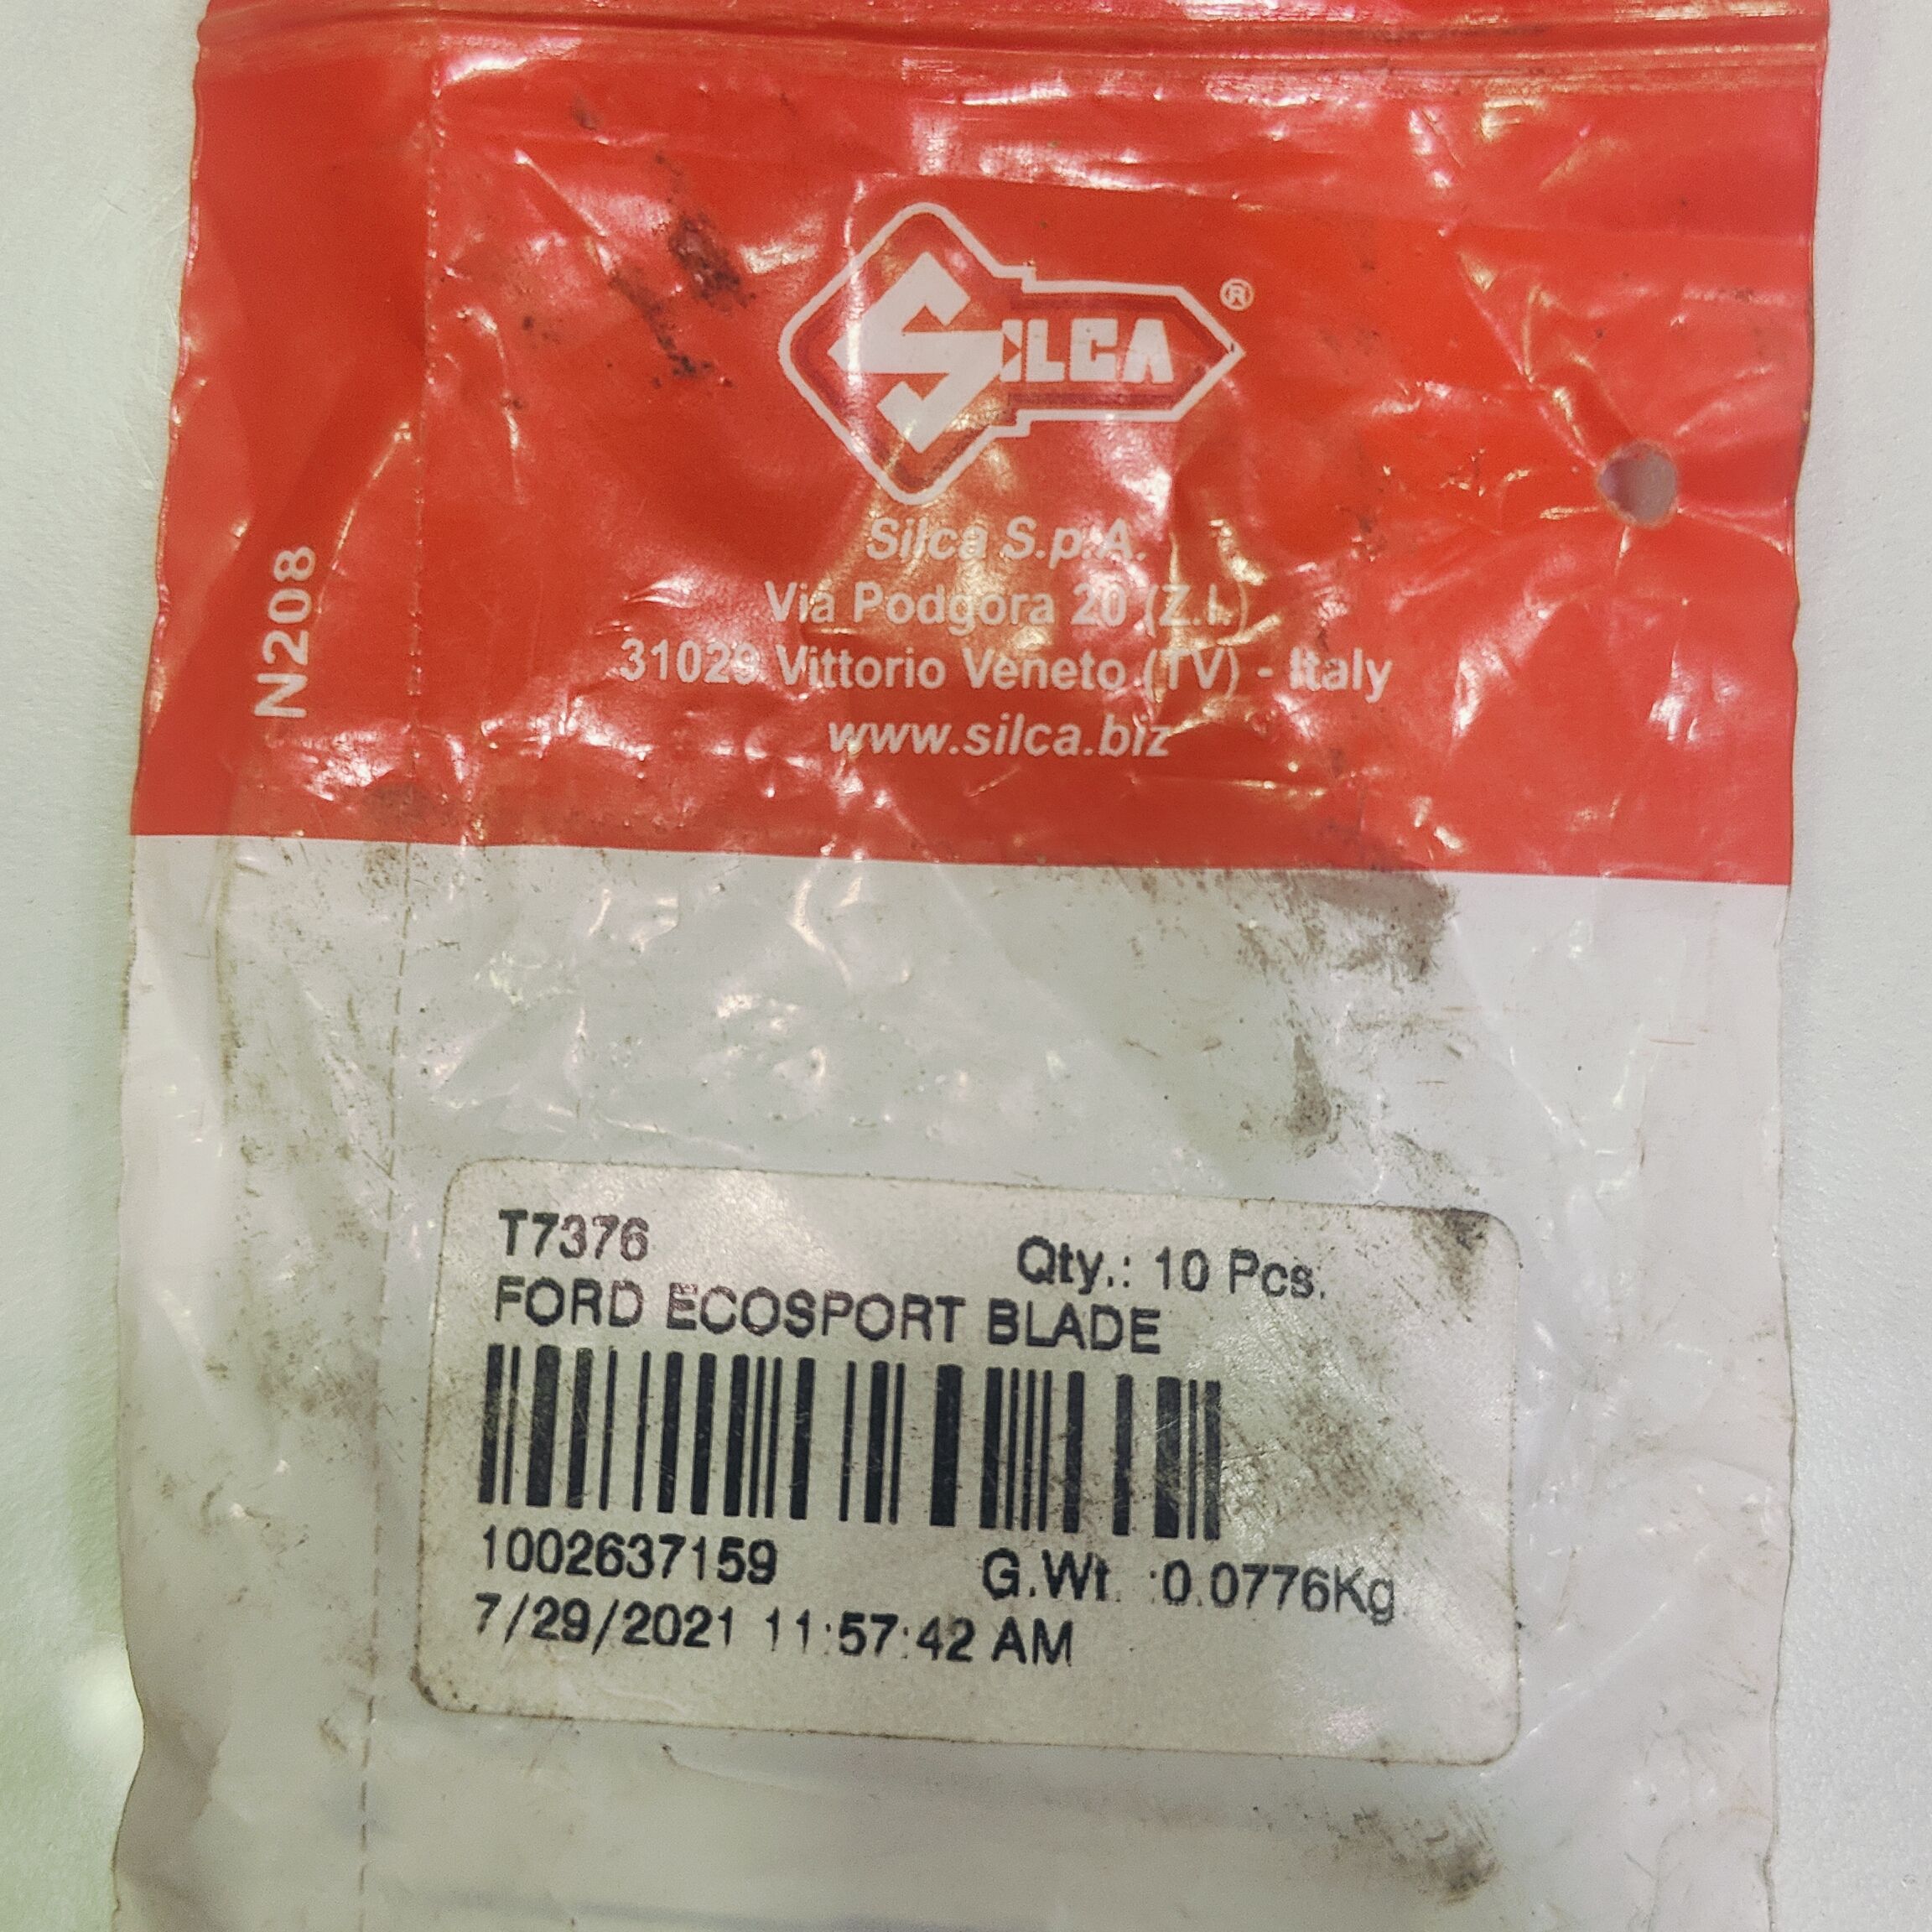 SILCA ®
Silca S.p.A.
Via Podgora 20 (Z.I.)
31029 Vittorio Veneto (TV) - Italy
www.silca.biz
N208
T7376 Qty.: 10 Pcs.
FORD ECOSPORT BLADE
1002637159 G.Wt. :0.0776Kg
7/29/2021 11:57:42 AM